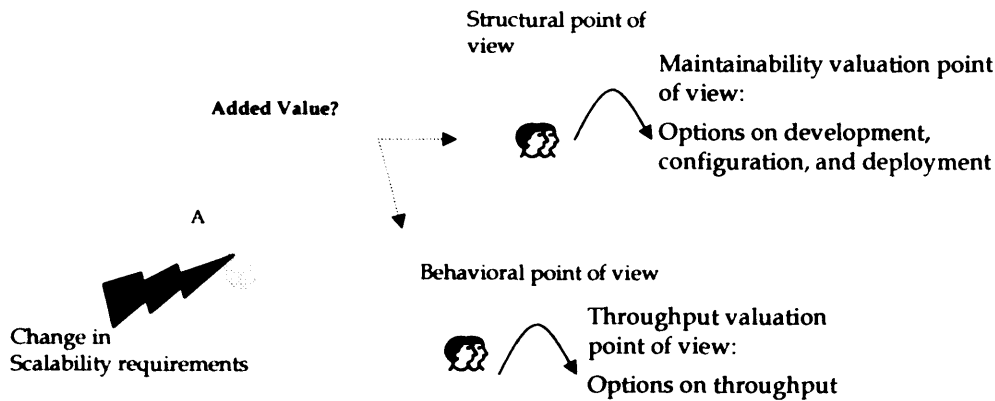 Structural point of
view
Maintainability valuation point
of view:
Options on development,
configuration, and deployment
Added Value?
A
Change in
Scalability requirements
Behavioral point of view
Throughput valuation
point of view:
Options on throughput